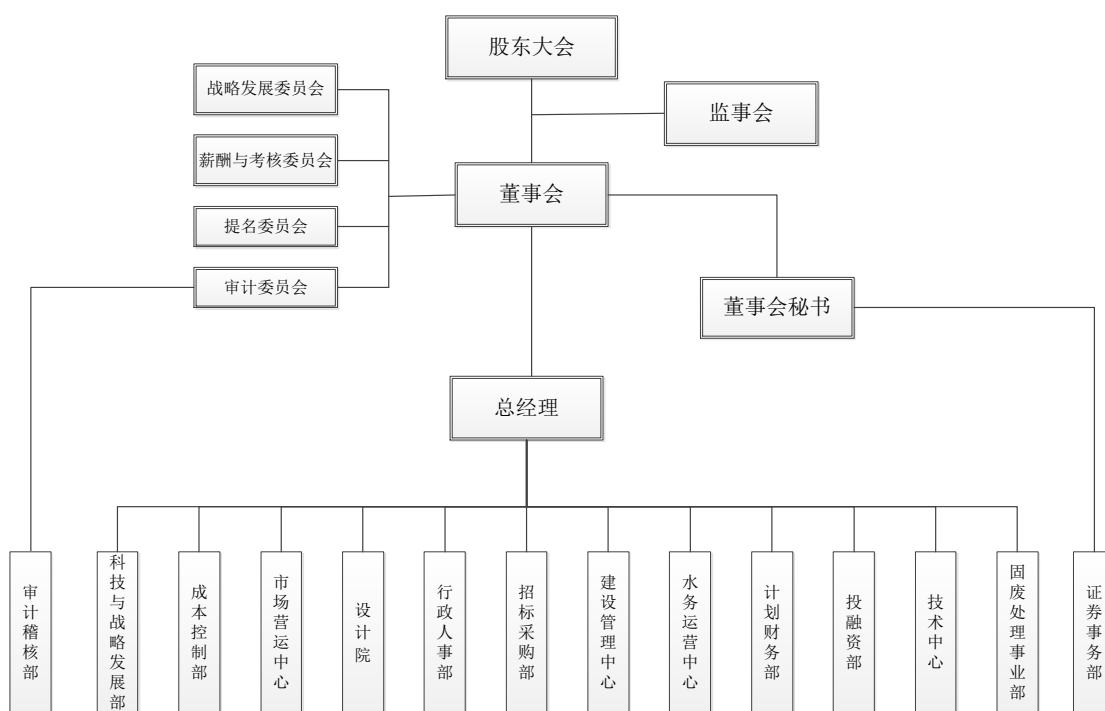 股东大会
战略发展委员会
监事会
薪酬与考核委员会
董事会
提名委员会
审计委员会
董事会秘书
总经理
审计稽核部
科技与战略发展部
成本控制部
市场营运中心
设计院
行政人事部
招标采购部
建设管理中心
水务运营中心
计划财务部
投融资部
技术中心
固废处理事业部
证券事务部